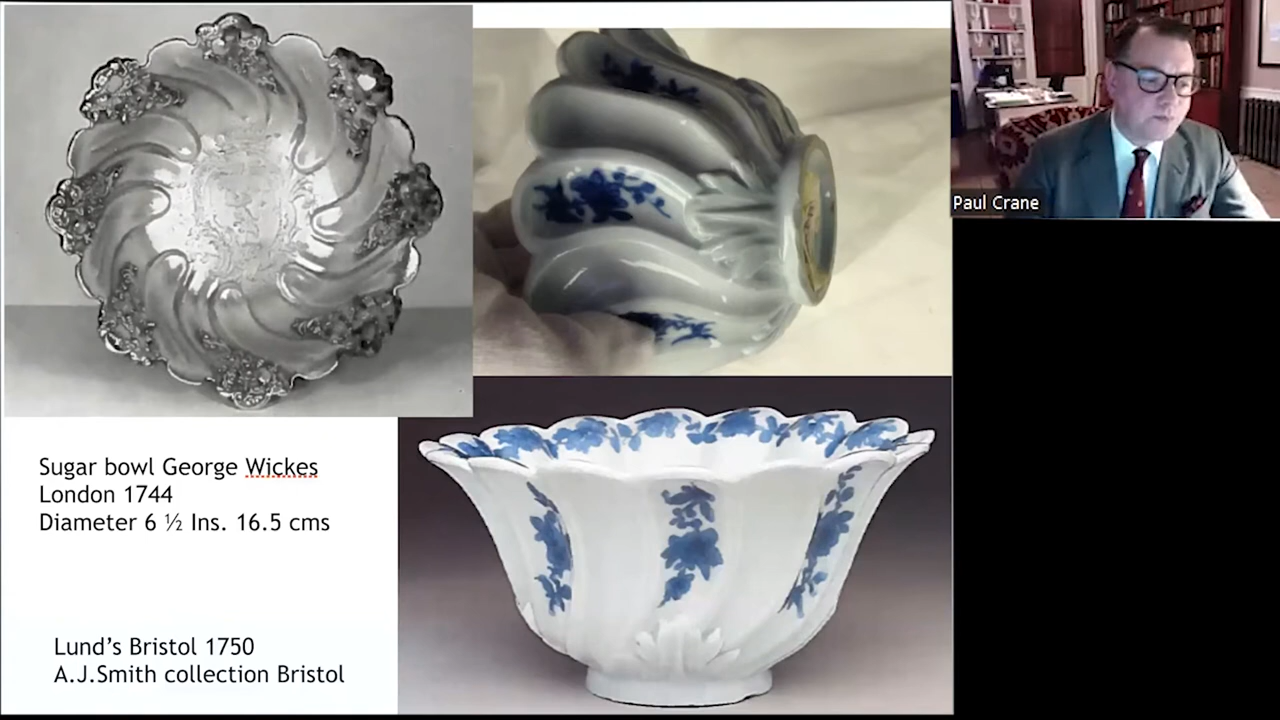 Paul Crane
Sugar bowl George Wickes
London 1744
Diameter 6 ½ Ins. 16.5 cms
Lund's Bristol 1750
A.J.Smith collection Bristol